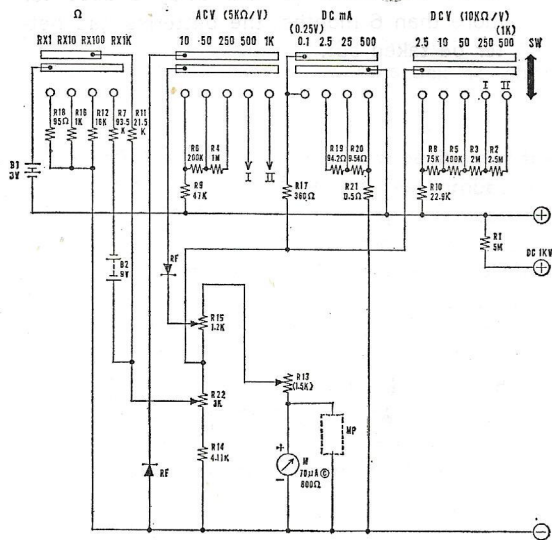 Ω
ACV (5KΩ/V)
DC mA
DCV (10KΩ/V)
(0.25V)
(1K)
RX1 RX10 RX100 RX1K
10 50 250 500 1K
0.1 2.5 25 500
2.5 10 50 250 500
SW
I II
R18
95Ω
R16
1K
R12
18K
R7
93.5
K
R11
21.5
K
R6
200K
R4
1M
R19
94.2Ω
R20
9.54Ω
R8
75K
R5
400K
R3
2M
R2
2.5M
B1
3V
R9
47K
I
II
R17
360Ω
R21
0.5Ω
R10
22.9K
+
R1
5M
+
DC 1KV
B2
9V
RF
R15
1.2K
R13
(1.5K)
R22
3K
R14
4.11K
RF
+
M
−
70μA
800Ω
MP
−